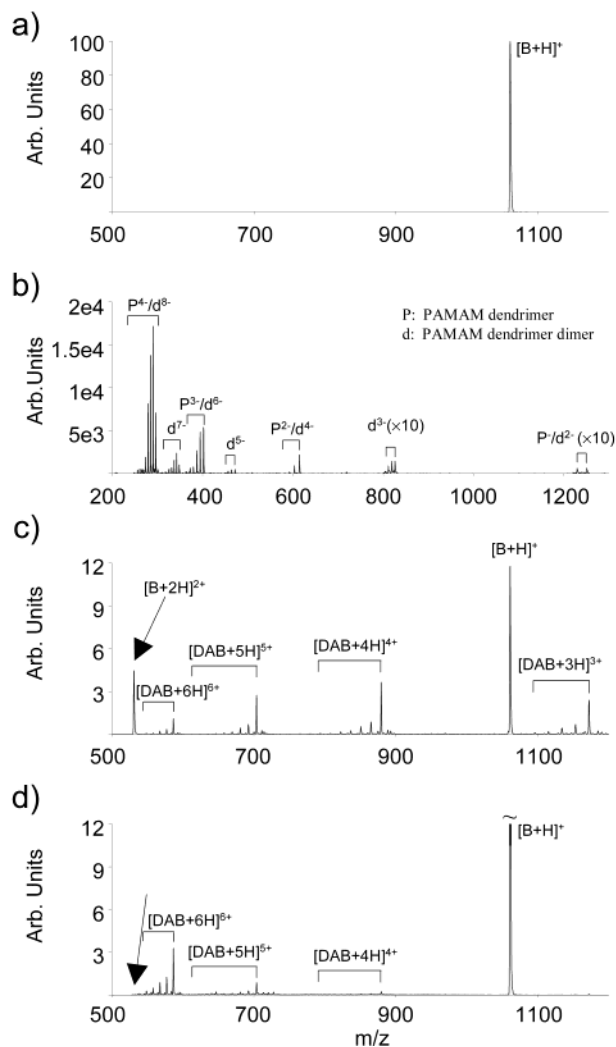 a)
[B+H]⁺
Arb. Units
100
80
60
40
20
500 700 900 1100
b)
2e4
1.5e4
1e4
5e3
Arb.Units
P⁴⁻/d⁸⁻
d⁷⁻
P³⁻/d⁶⁻
d⁵⁻
P²⁻/d⁴⁻
d³⁻(×10)
P⁻/d²⁻ (×10)
P: PAMAM dendrimer
d: PAMAM dendrimer dimer
200 400 600 800 1000 1200
c)
[B+H]⁺
Arb. Units
12
9
6
3
[B+2H]²⁺
[DAB+6H]⁶⁺
[DAB+5H]⁵⁺
[DAB+4H]⁴⁺
[DAB+3H]³⁺
500 700 900 1100
d)
~
[B+H]⁺
Arb. Units
12
9
6
3
[DAB+6H]⁶⁺
[DAB+5H]⁵⁺
[DAB+4H]⁴⁺
500 700 900 1100
m/z